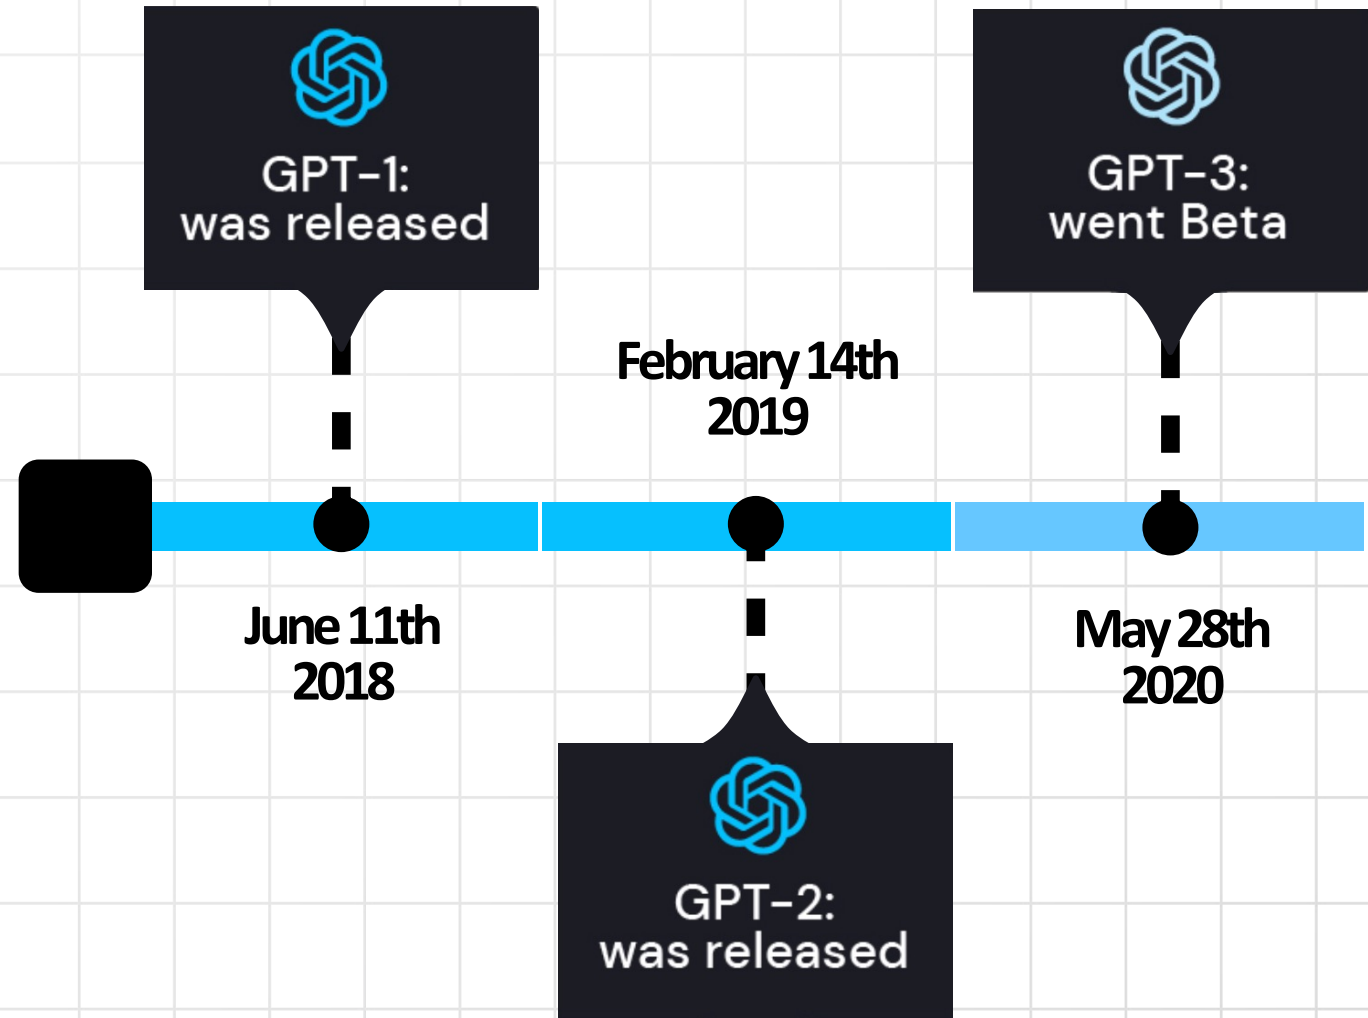 GPT-1:
was released
GPT-3:
went Beta
February 14th
2019
June 11th
2018
May 28th
2020
GPT-2:
was released